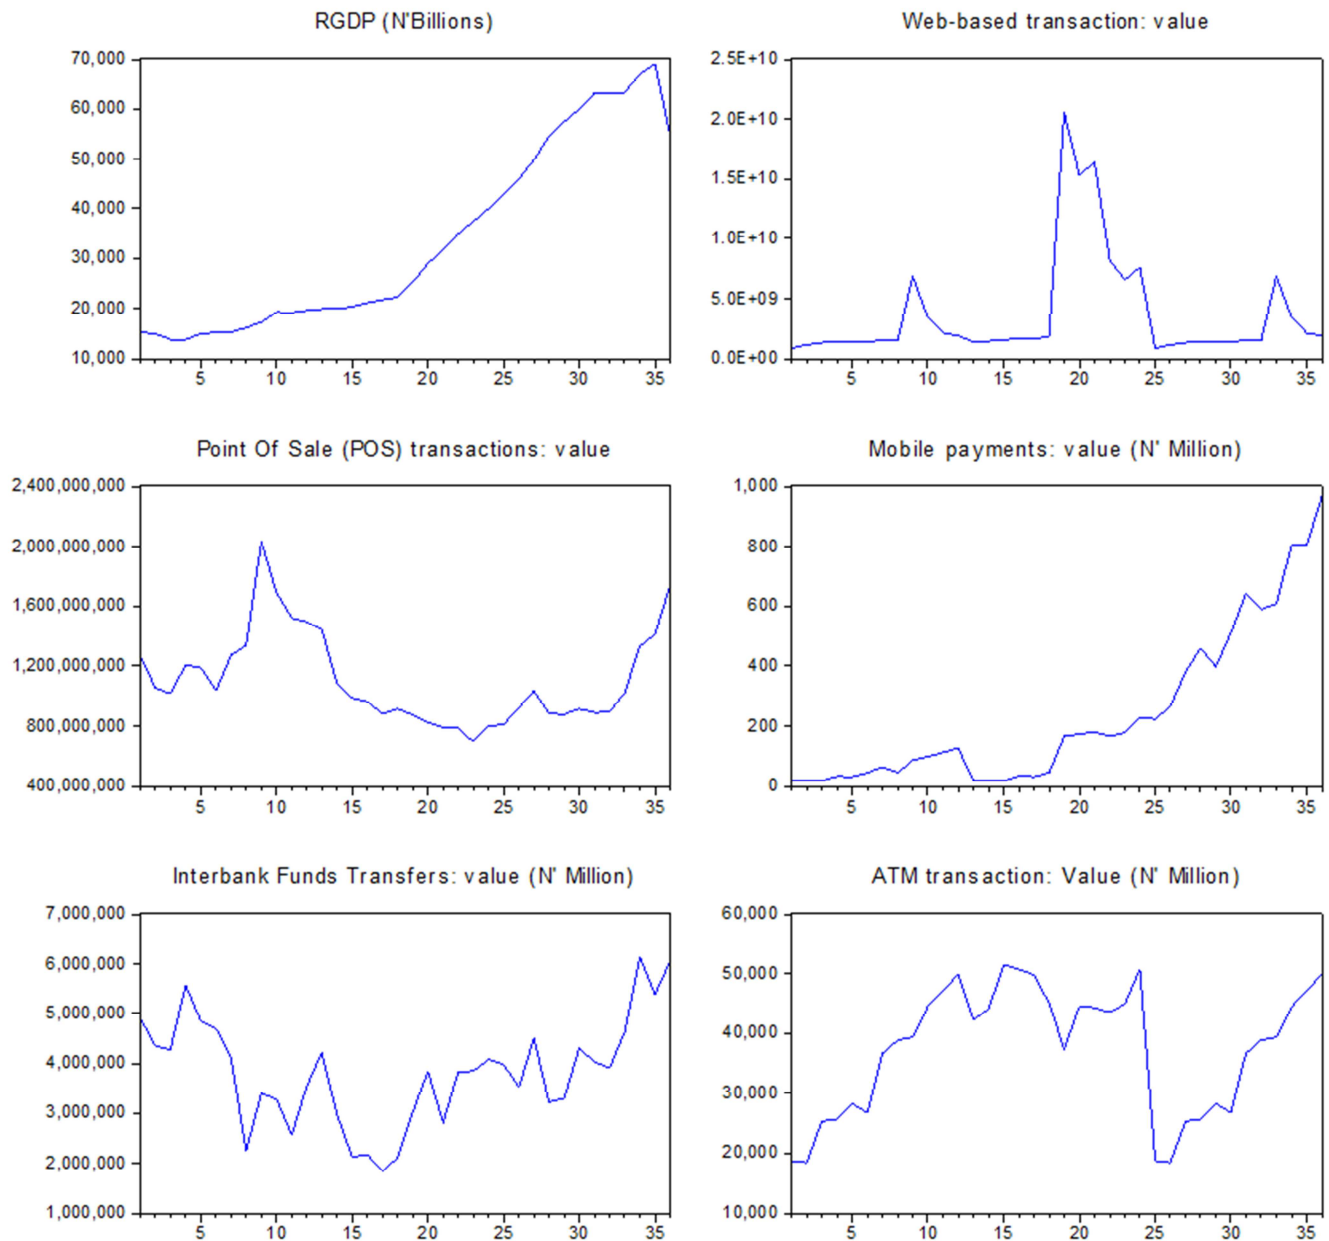 RGDP (N'Billions)
70,000
60,000
50,000
40,000
30,000
20,000
10,000
5 10 15 20 25 30 35
Web-based transaction: value
2.5E+10
2.0E+10
1.5E+10
1.0E+10
5.0E+09
0.0E+00
5 10 15 20 25 30 35
Point Of Sale (POS) transactions: value
2,400,000,000
2,000,000,000
1,600,000,000
1,200,000,000
800,000,000
400,000,000
5 10 15 20 25 30 35
Mobile payments: value (N' Million)
1,000
800
600
400
200
0
5 10 15 20 25 30 35
Interbank Funds Transfers: value (N' Million)
7,000,000
6,000,000
5,000,000
4,000,000
3,000,000
2,000,000
1,000,000
5 10 15 20 25 30 35
ATM transaction: Value (N' Million)
60,000
50,000
40,000
30,000
20,000
10,000
5 10 15 20 25 30 35